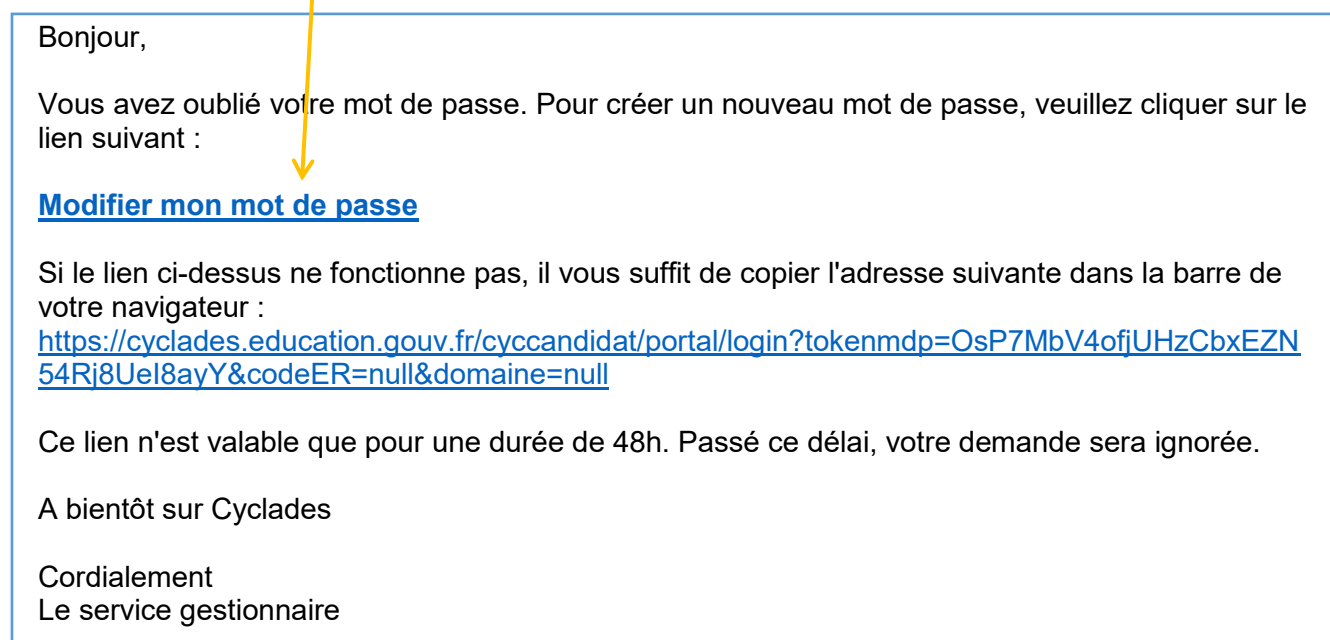 Bonjour,
Vous avez oublié votre mot de passe. Pour créer un nouveau mot de passe, veuillez cliquer sur le
lien suivant :
Modifier mon mot de passe
Si le lien ci-dessus ne fonctionne pas, il vous suffit de copier l'adresse suivante dans la barre de
votre navigateur :
https://cyclades.education.gouv.fr/cyccandidat/portal/login?tokenmdp=OsP7MbV4ofjUHzCbxEZN
54Rj8UeI8ayY&codeER=null&domaine=null
Ce lien n'est valable que pour une durée de 48h. Passé ce délai, votre demande sera ignorée.
A bientôt sur Cyclades
Cordialement
Le service gestionnaire